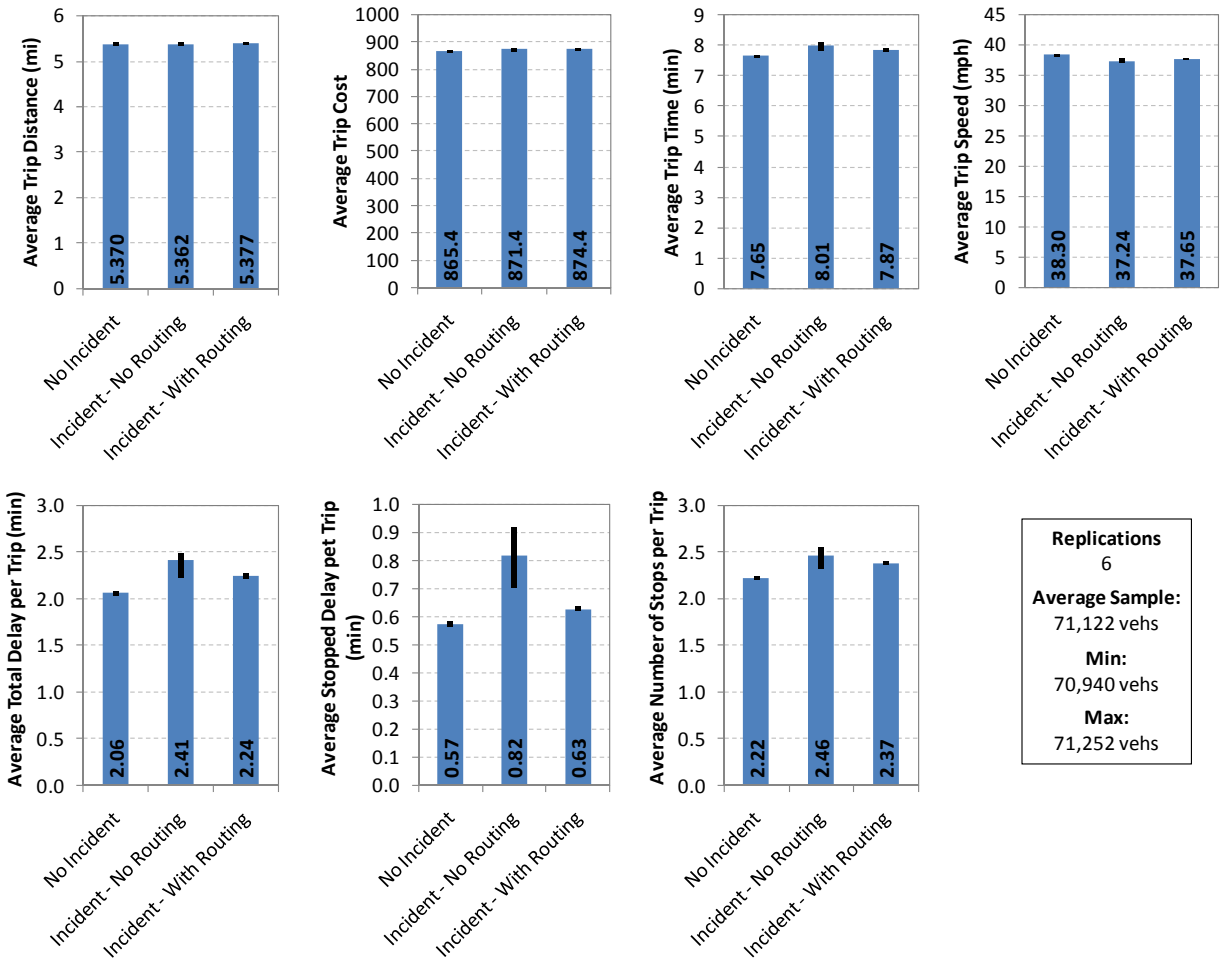 Average Trip Distance (mi)
6
5
4
3
2
1
0
5.370
5.362
5.377
No Incident
Incident - No Routing
Incident - With Routing
Average Trip Cost
1000
900
800
700
600
500
400
300
200
100
0
865.4
871.4
874.4
No Incident
Incident - No Routing
Incident - With Routing
Average Trip Time (min)
9
8
7
6
5
4
3
2
1
0
7.65
8.01
7.87
No Incident
Incident - No Routing
Incident - With Routing
Average Trip Speed (mph)
45
40
35
30
25
20
15
10
5
0
38.30
37.24
37.65
No Incident
Incident - No Routing
Incident - With Routing
Average Total Delay per Trip (min)
3.0
2.5
2.0
1.5
1.0
0.5
0.0
2.06
2.41
2.24
No Incident
Incident - No Routing
Incident - With Routing
Average Stopped Delay pet Trip
(min)
1.0
0.9
0.8
0.7
0.6
0.5
0.4
0.3
0.2
0.1
0.0
0.57
0.82
0.63
No Incident
Incident - No Routing
Incident - With Routing
Average Number of Stops per Trip
3.0
2.5
2.0
1.5
1.0
0.5
0.0
2.22
2.46
2.37
No Incident
Incident - No Routing
Incident - With Routing
Replications
6
Average Sample:
71,122 vehs
Min:
70,940 vehs
Max:
71,252 vehs